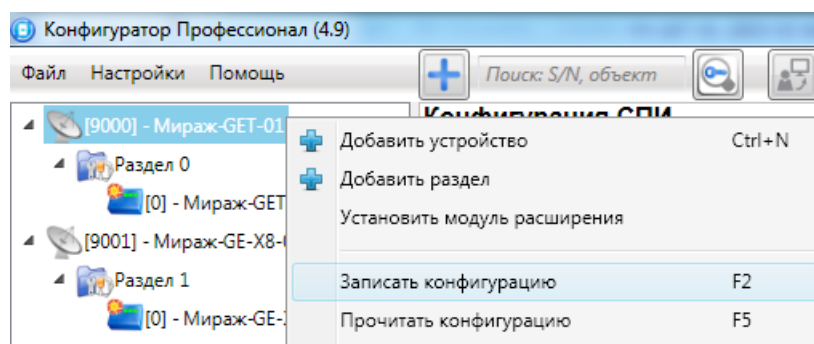 Конфигуратор Профессионал (4.9)
Файл Настройки Помощь Поиск: S/N, объект
Конфигурация СПИ
[9000] - Мираж-GET-01
Добавить устройство Ctrl+N
Раздел 0
Добавить раздел
[0] - Мираж-GET
Установить модуль расширения
[9001] - Мираж-GE-X8-
Раздел 1
Записать конфигурацию F2
[0] - Мираж-GE-
Прочитать конфигурацию F5